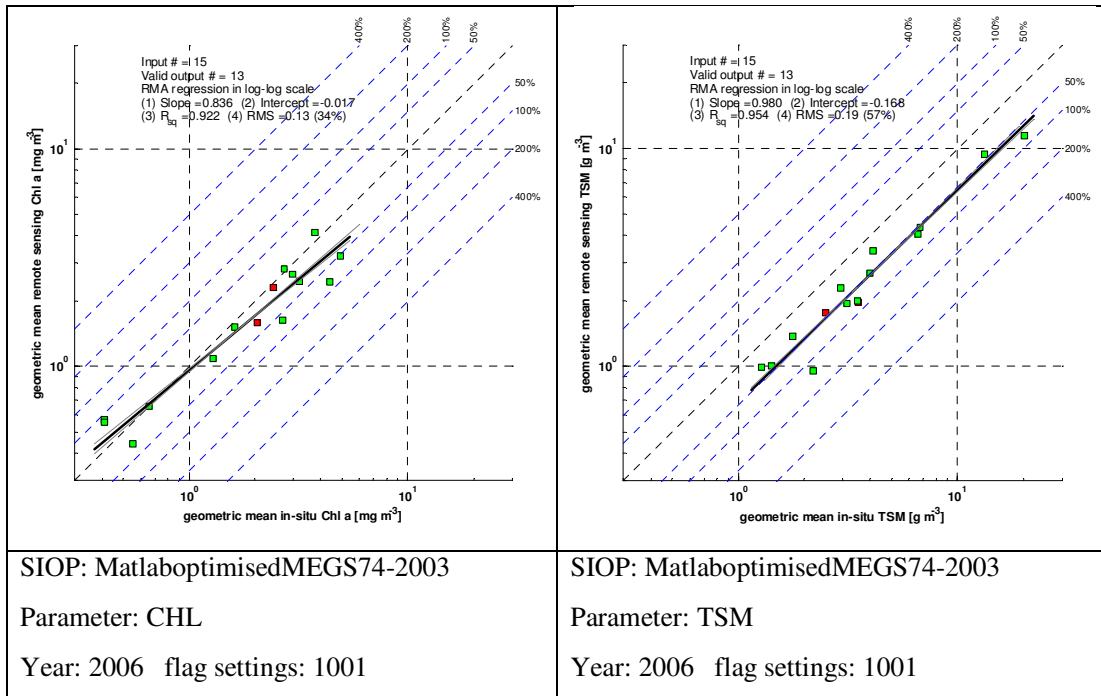 400%
200%
100%
50%
Input # = 15
Valid output # = 13
RMA regression in log-log scale
(1) Slope =0.836 (2) Intercept =-0.017
(3) R_sq =0.922 (4) RMS =0.13 (34%)
50%
100%
200%
400%
10^1
10^0
geometric mean remote sensing Chl a [mg m^-3]
10^0
10^1
geometric mean in-situ Chl a [mg m^-3]
400%
200%
100%
50%
Input # = 15
Valid output # = 13
RMA regression in log-log scale
(1) Slope =0.980 (2) Intercept =-0.168
(3) R_sq =0.954 (4) RMS =0.19 (57%)
50%
100%
200%
400%
10^1
10^0
geometric mean remote sensing TSM [g m^-3]
10^0
10^1
geometric mean in-situ TSM [g m^-3]
SIOP: MatlaboptimisedMEGS74-2003
Parameter: CHL
Year: 2006 flag settings: 1001
SIOP: MatlaboptimisedMEGS74-2003
Parameter: TSM
Year: 2006 flag settings: 1001